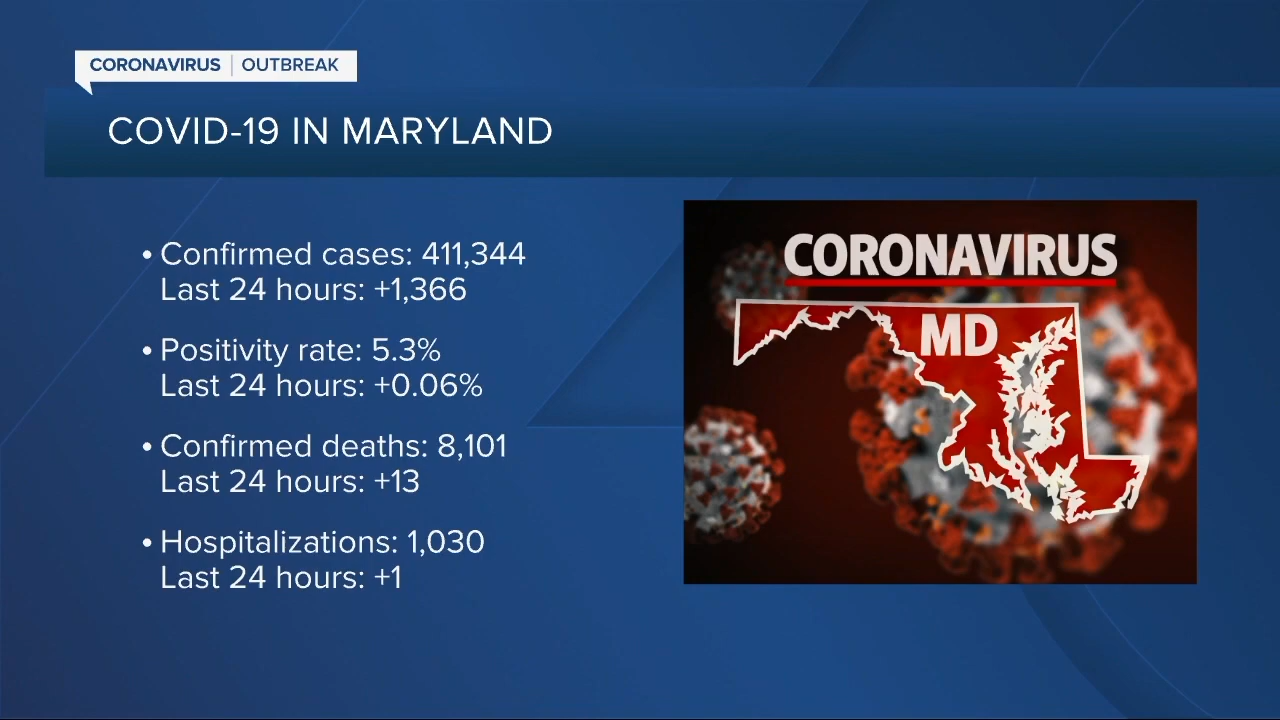 CORONAVIRUS | OUTBREAK
COVID-19 IN MARYLAND
• Confirmed cases: 411,344
Last 24 hours: +1,366
• Positivity rate: 5.3%
Last 24 hours: +0.06%
• Confirmed deaths: 8,101
Last 24 hours: +13
• Hospitalizations: 1,030
Last 24 hours: +1
CORONAVIRUS
MD